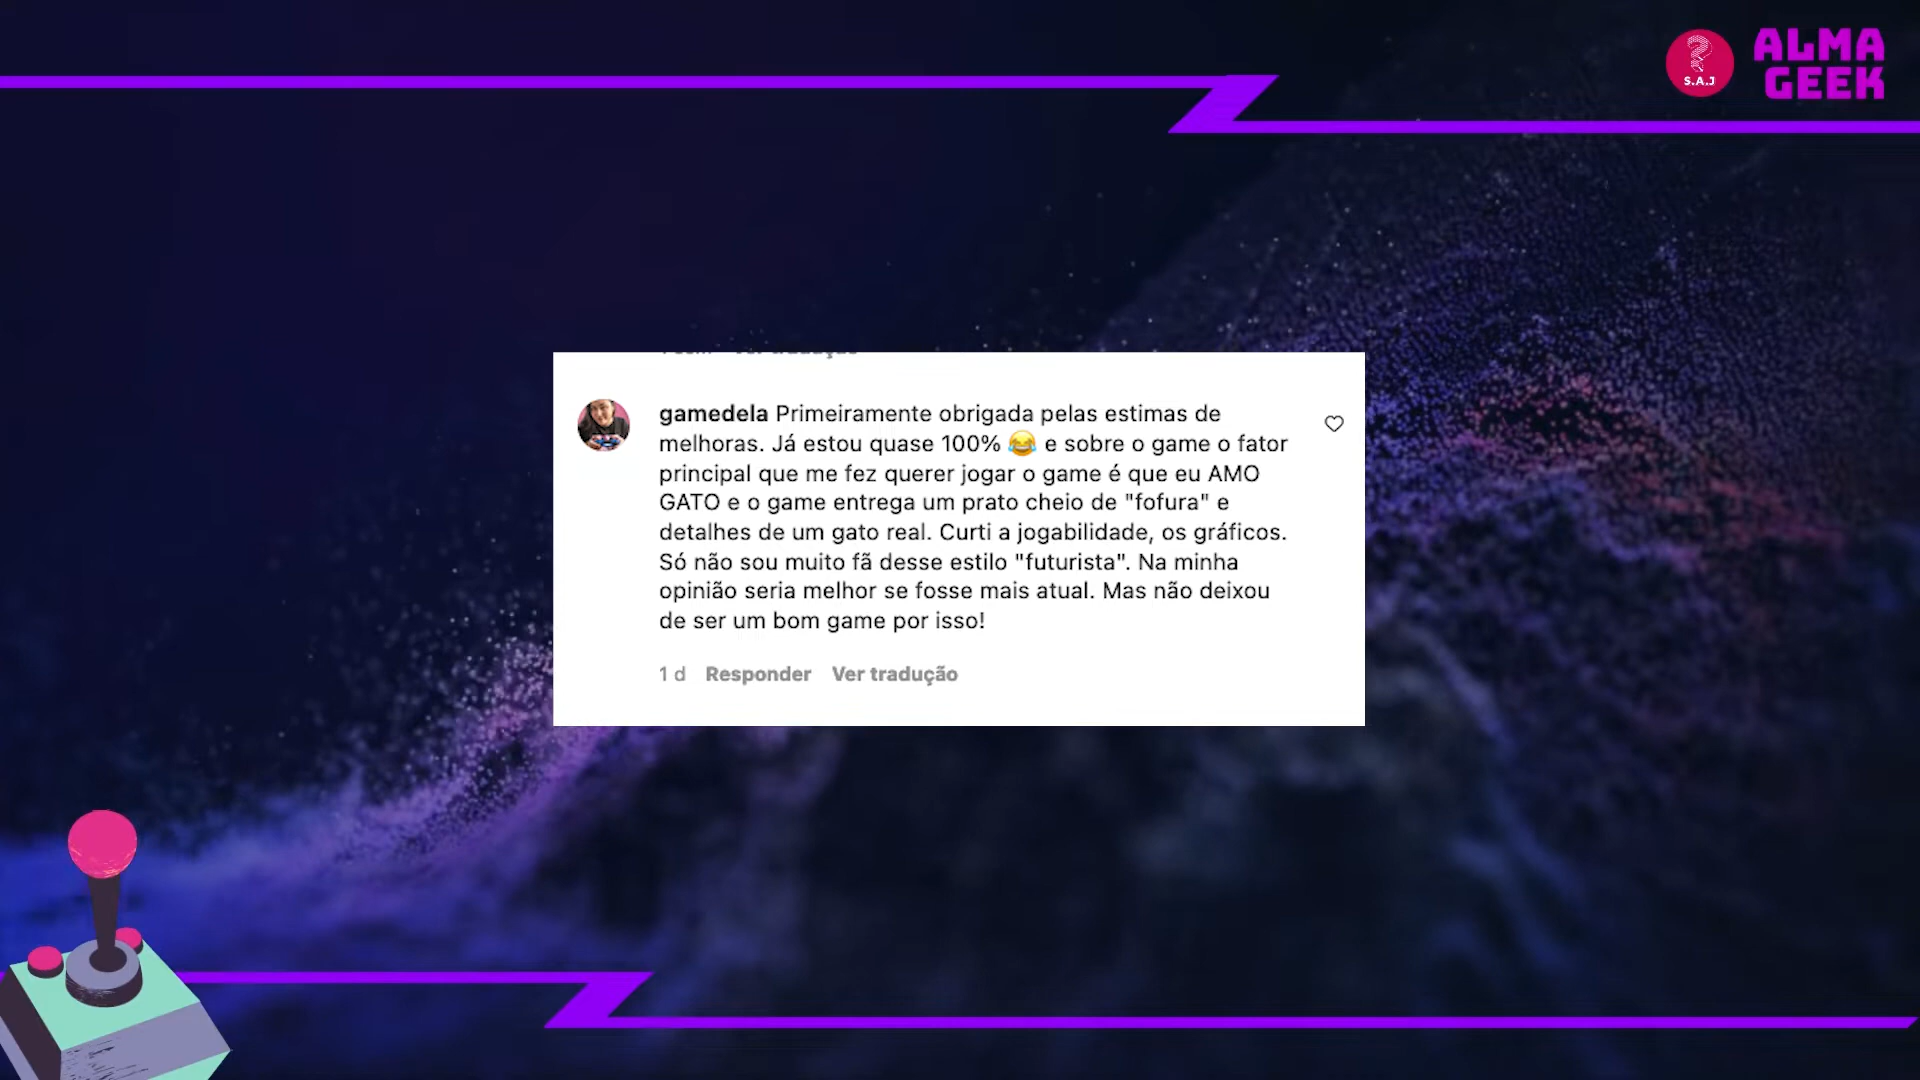 S.A.J
ALMA
GEEK
gamedela Primeiramente obrigada pelas estimas de
melhoras. Já estou quase 100% 😂 e sobre o game o fator
principal que me fez querer jogar o game é que eu AMO
GATO e o game entrega um prato cheio de "fofura" e
detalhes de um gato real. Curti a jogabilidade, os gráficos.
Só não sou muito fã desse estilo "futurista". Na minha
opinião seria melhor se fosse mais atual. Mas não deixou
de ser um bom game por isso!
1 d Responder Ver tradução